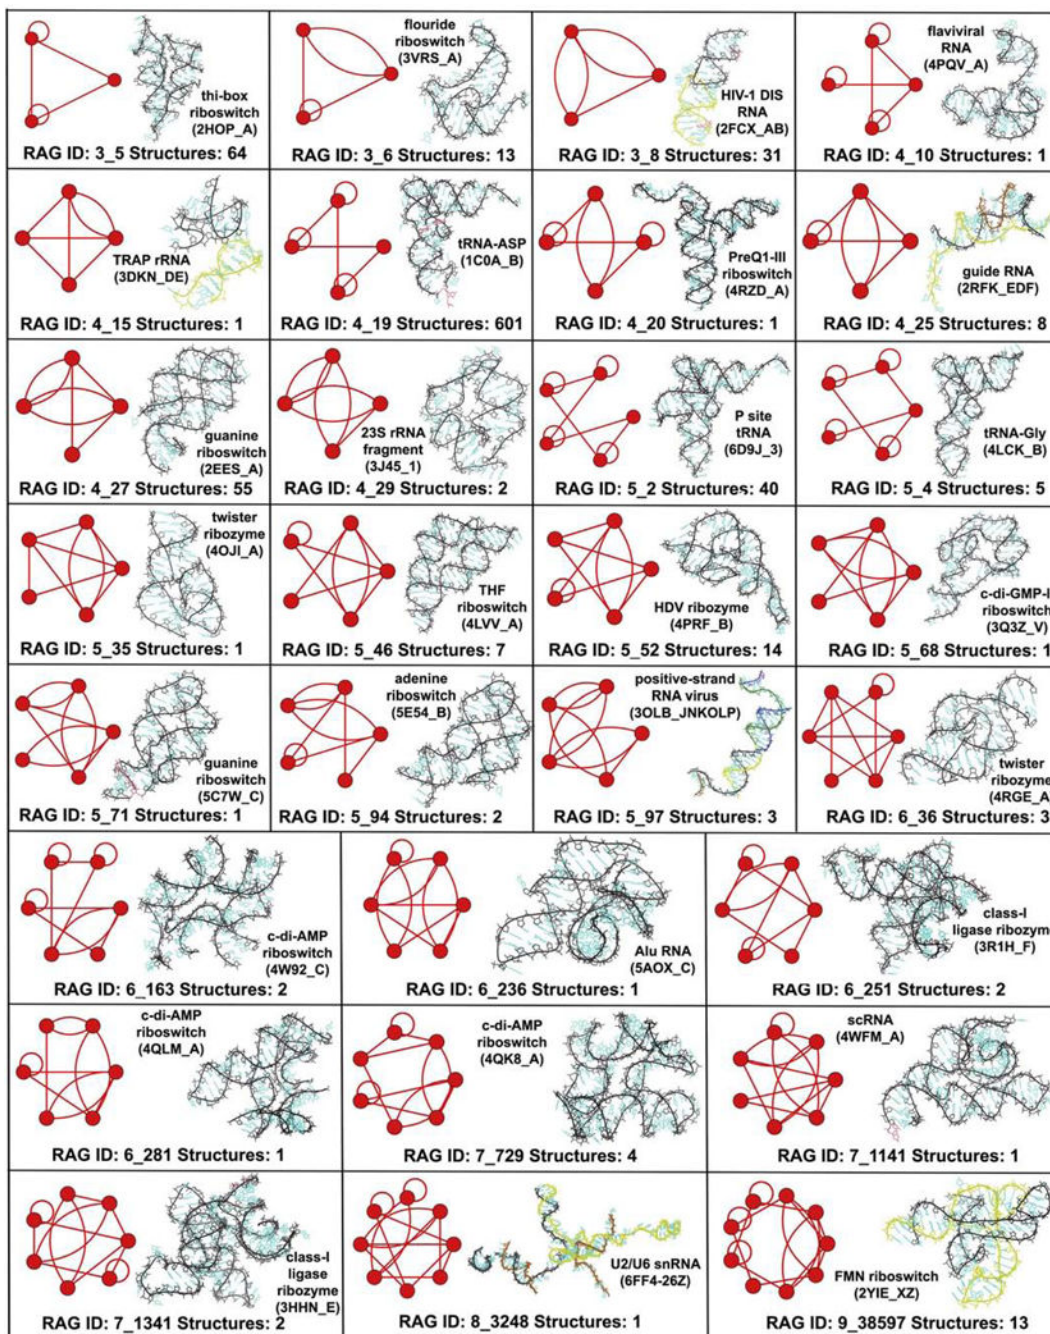 thi-box
riboswitch
(2HOP_A)
RAG ID: 3_5 Structures: 64
flouride
riboswitch
(3VRS_A)
RAG ID: 3_6 Structures: 13
HIV-1 DIS
RNA
(2FCX_AB)
RAG ID: 3_8 Structures: 31
flaviviral
RNA
(4PQV_A)
RAG ID: 4_10 Structures: 1
TRAP rRNA
(3DKN_DE)
RAG ID: 4_15 Structures: 1
tRNA-ASP
(1C0A_B)
RAG ID: 4_19 Structures: 601
PreQ1-III
riboswitch
(4RZD_A)
RAG ID: 4_20 Structures: 1
guide RNA
(2RFK_EDF)
RAG ID: 4_25 Structures: 8
guanine
riboswitch
(2EES_A)
RAG ID: 4_27 Structures: 55
23S rRNA
fragment
(3J45_1)
RAG ID: 4_29 Structures: 2
P site
tRNA
(6D9J_3)
RAG ID: 5_2 Structures: 40
tRNA-Gly
(4LCK_B)
RAG ID: 5_4 Structures: 5
twister
ribozyme
(4OJI_A)
RAG ID: 5_35 Structures: 1
THF
riboswitch
(4LVV_A)
RAG ID: 5_46 Structures: 7
HDV ribozyme
(4PRF_B)
RAG ID: 5_52 Structures: 14
c-di-GMP-I
riboswitch
(3Q3Z_V)
RAG ID: 5_68 Structures: 1
guanine
riboswitch
(5C7W_C)
RAG ID: 5_71 Structures: 1
adenine
riboswitch
(5E54_B)
RAG ID: 5_94 Structures: 2
positive-strand
RNA virus
(3OLB_JNKOLP)
RAG ID: 5_97 Structures: 3
twister
ribozyme
(4RGE_A)
RAG ID: 6_36 Structures: 3
c-di-AMP
riboswitch
(4W92_C)
RAG ID: 6_163 Structures: 2
Alu RNA
(5AOX_C)
RAG ID: 6_236 Structures: 1
class-I
ligase ribozyme
(3R1H_F)
RAG ID: 6_251 Structures: 2
c-di-AMP
riboswitch
(4QLM_A)
RAG ID: 6_281 Structures: 1
c-di-AMP
riboswitch
(4QK8_A)
RAG ID: 7_729 Structures: 4
scRNA
(4WFM_A)
RAG ID: 7_1141 Structures: 1
class-I
ligase
ribozyme
(3HHN_E)
RAG ID: 7_1341 Structures: 2
U2/U6 snRNA
(6FF4-26Z)
RAG ID: 8_3248 Structures: 1
FMN riboswitch
(2YIE_XZ)
RAG ID: 9_38597 Structures: 13